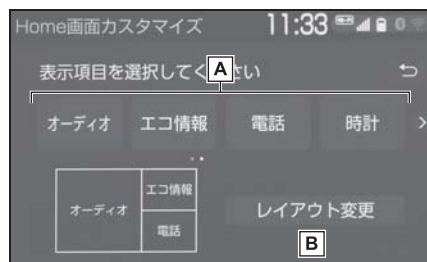 Home画面カスタマイズ 11:33
表示項目を選択してください
A
オーディオ エコ情報 電話 時計
オーディオ エコ情報
電話
レイアウト変更
B